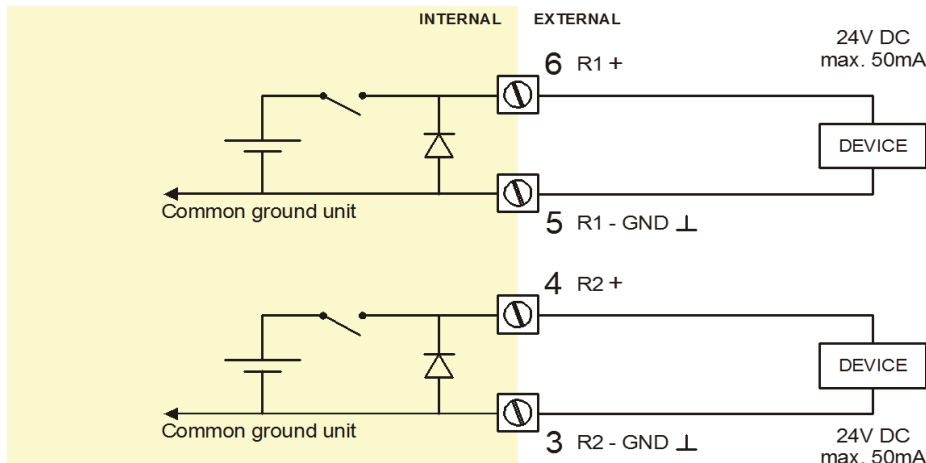 INTERNAL EXTERNAL
24V DC
max. 50mA
6 R1 +
DEVICE
Common ground unit
5 R1 - GND ⊥
4 R2 +
DEVICE
Common ground unit
3 R2 - GND ⊥
24V DC
max. 50mA